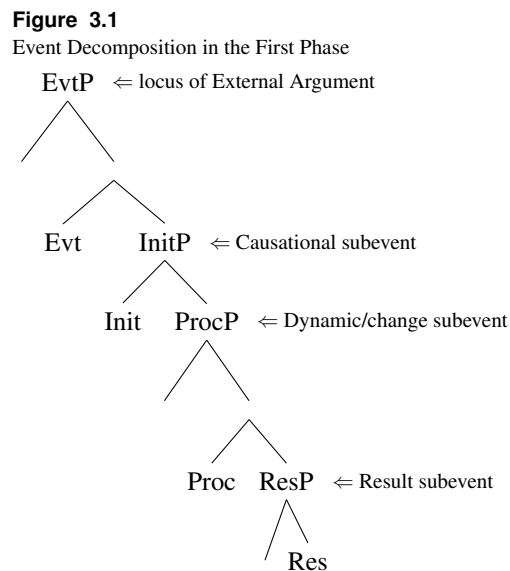 Figure 3.1
Event Decomposition in the First Phase
EvtP ⇐ locus of External Argument
Evt InitP ⇐ Causational subevent
Init ProcP ⇐ Dynamic/change subevent
Proc ResP ⇐ Result subevent
Res